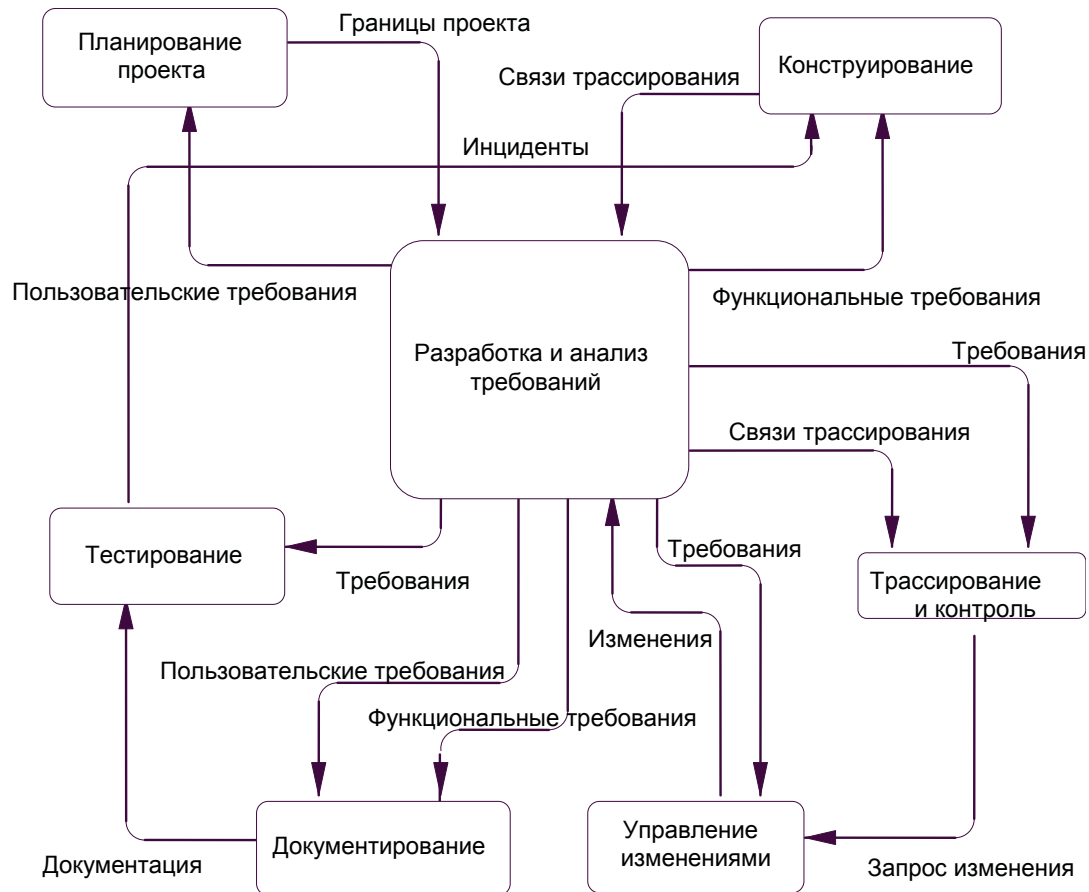 Границы проекта
Планирование
проекта
Связи трассирования
Конструирование
Инциденты
Пользовательские требования
Функциональные требования
Разработка и анализ
требований
Требования
Связи трассирования
Тестирование
Требования
Требования
Трассирование
и контроль
Изменения
Пользовательские требования
Функциональные требования
Документирование
Управление
изменениями
Документация
Запрос изменения